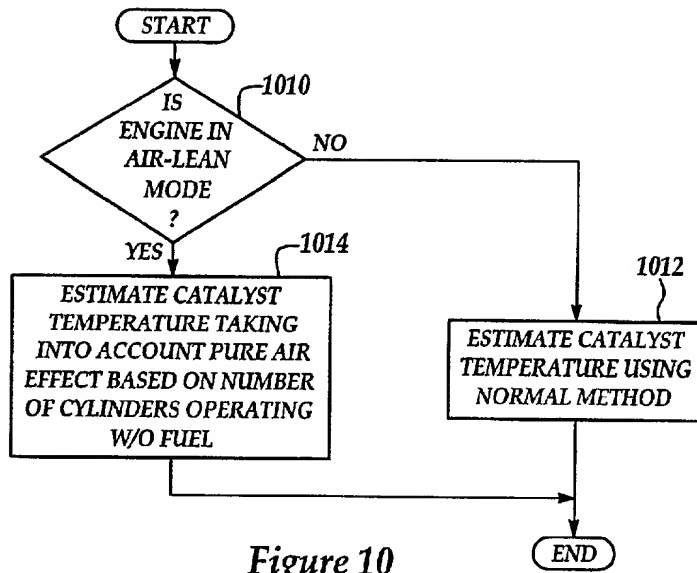 START
1010
IS
ENGINE IN
AIR-LEAN
MODE
?
NO
YES
1014
ESTIMATE CATALYST
TEMPERATURE TAKING
INTO ACCOUNT PURE AIR
EFFECT BASED ON NUMBER
OF CYLINDERS OPERATING
W/O FUEL
1012
ESTIMATE CATALYST
TEMPERATURE USING
NORMAL METHOD
END
Figure 10